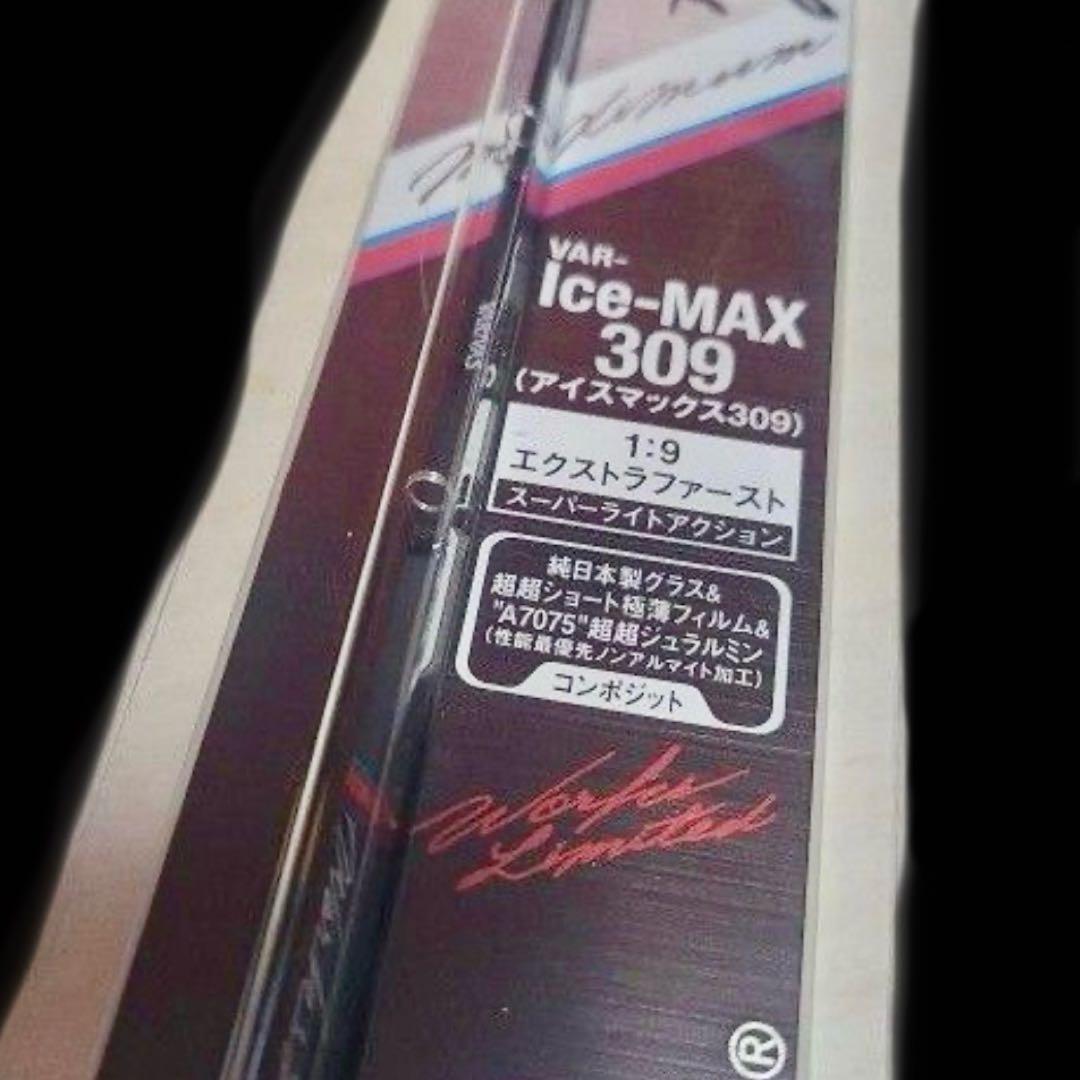 VAR-
Ice-MAX
309
(アイスマックス309)
1:9
エクストラファースト
スーパーライトアクション
純日本製グラス&
超超ショート極薄フィルム&
"A7075"超超ジュラルミン
(性能最優先ノンアルマイト加工)
コンポジット
Works
Limited
®